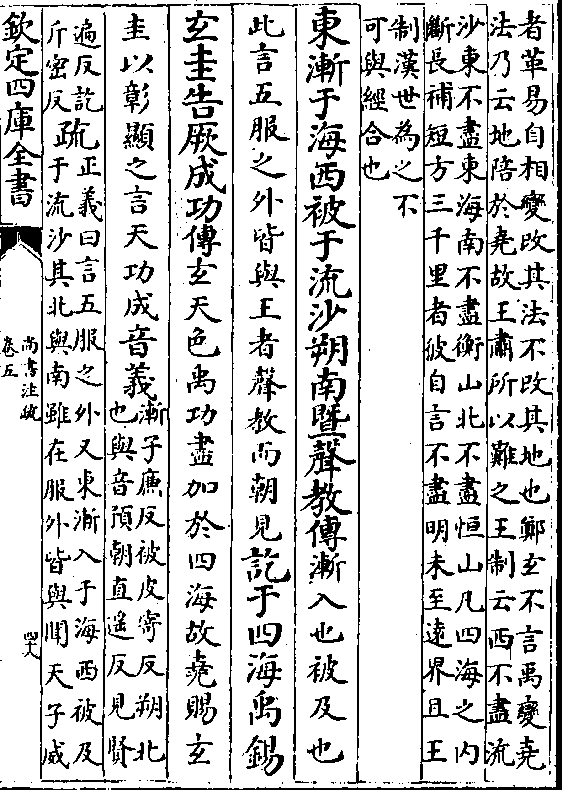 者革易自相變改其法不改其地也鄭玄不言禹變堯
法乃云地陪於堯故王肅所以難之王制云西不盡流
沙東不盡東海南不盡衡山北不盡恒山凡四海之内
斷長補短方三千里者彼自言不盡明未至遠界且王
制漢世為之不
可與經合也
東漸于海西被于流沙朔南暨聲教傳漸入也被及也
此言五服之外皆與王者聲教而朝見訖于四海禹錫
玄圭告厥成功傳玄天色禹功盡加於四海故堯賜玄
圭以彰顯之言天功成音義漸子㢘反被皮寄反朔北
也與音預朝直遥反見賢
遍反訖
斤密反疏正義曰言五服之外又東漸入于海西被及
于流沙其北與南雖在服外皆與聞天子威
欽定四庫全書
尚書注疏
卷五
四六